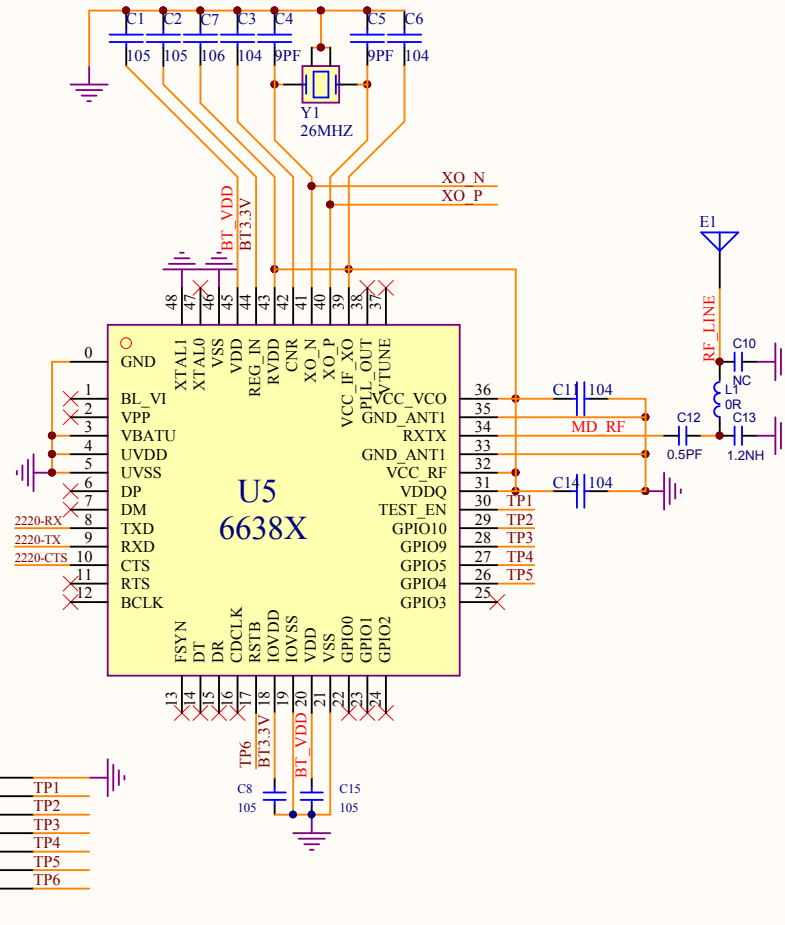 C1 C2 C7 C3 C4 C5 C6
105 105 106 104 9PF 9PF 104
Y1
26MHZ
XO_N
XO_P
BT_VDD
BT3.3V
E1
RF_LINE
C10
NC
L1
0R
C12
0.5PF
C13
1.2NH
48 47 46 45 44 43 42 41 40 39 38 37
XTAL1 XTAL0 VSS VDD REG_IN RVDD CNR XO_N XO_P VCC_IF_XO PLL_OUT VTUNE
0 GND
1 BL_VI
2 VPP
3 VBATU
4 UVDD
5 UVSS
6 DP
7 DM
2220-RX 8 TXD
2220-TX 9 RXD
2220-CTS 10 CTS
11 RTS
12 BCLK
U5
6638X
VCC_VCO 36 C11 104
GND_ANT1 35
RXTX 34 MD_RF
GND_ANT1 33
VCC_RF 32
VDDQ 31 C14 104
TEST_EN 30 TP1
GPIO10 29 TP2
GPIO9 28 TP3
GPIO5 27 TP4
GPIO4 26 TP5
GPIO3 25
FSYN DT DR CDCLK RSTB IOVDD IOVSS VDD VSS GPIO0 GPIO1 GPIO2
13 14 15 16 17 18 19 20 21 22 23 24
TP6
BT3.3V
BT_VDD
C8
105
C15
105
TP1
TP2
TP3
TP4
TP5
TP6